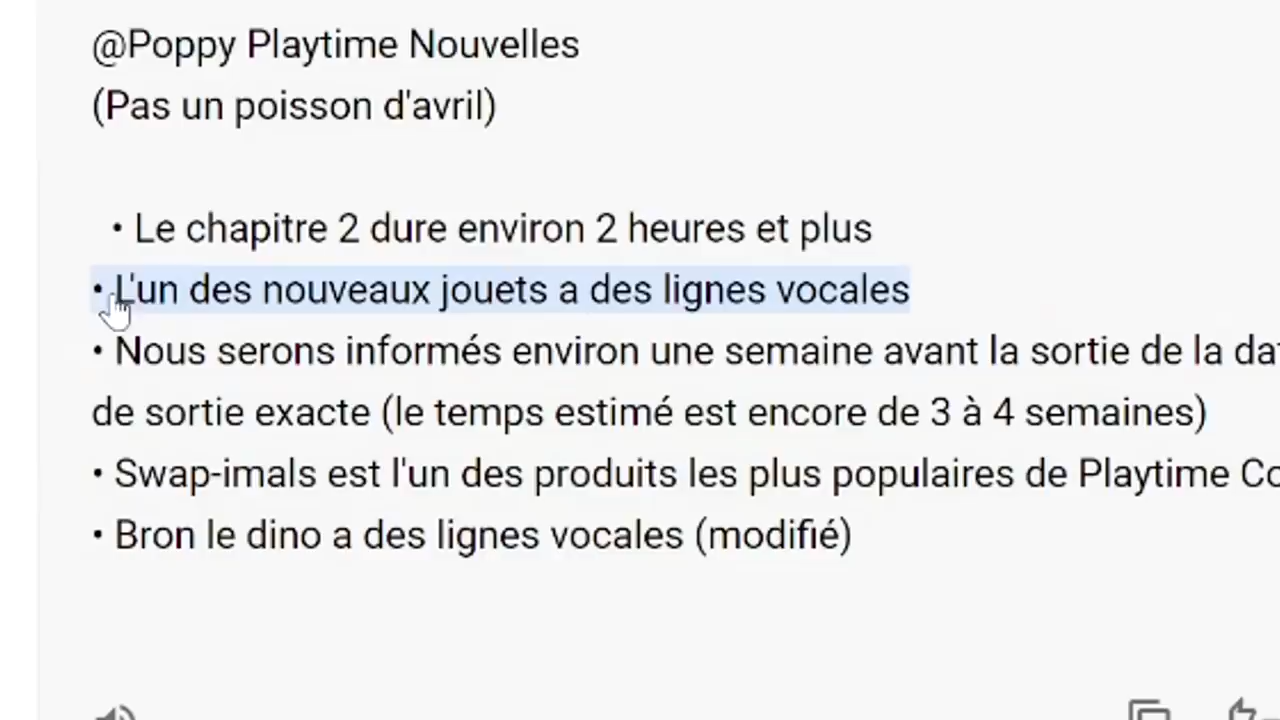 @Poppy Playtime Nouvelles
(Pas un poisson d'avril)
• Le chapitre 2 dure environ 2 heures et plus
• L'un des nouveaux jouets a des lignes vocales
• Nous serons informés environ une semaine avant la sortie de la
de sortie exacte (le temps estimé est encore de 3 à 4 semaines)
• Swap-imals est l'un des produits les plus populaires de Playtime
• Bron le dino a des lignes vocales (modifié)